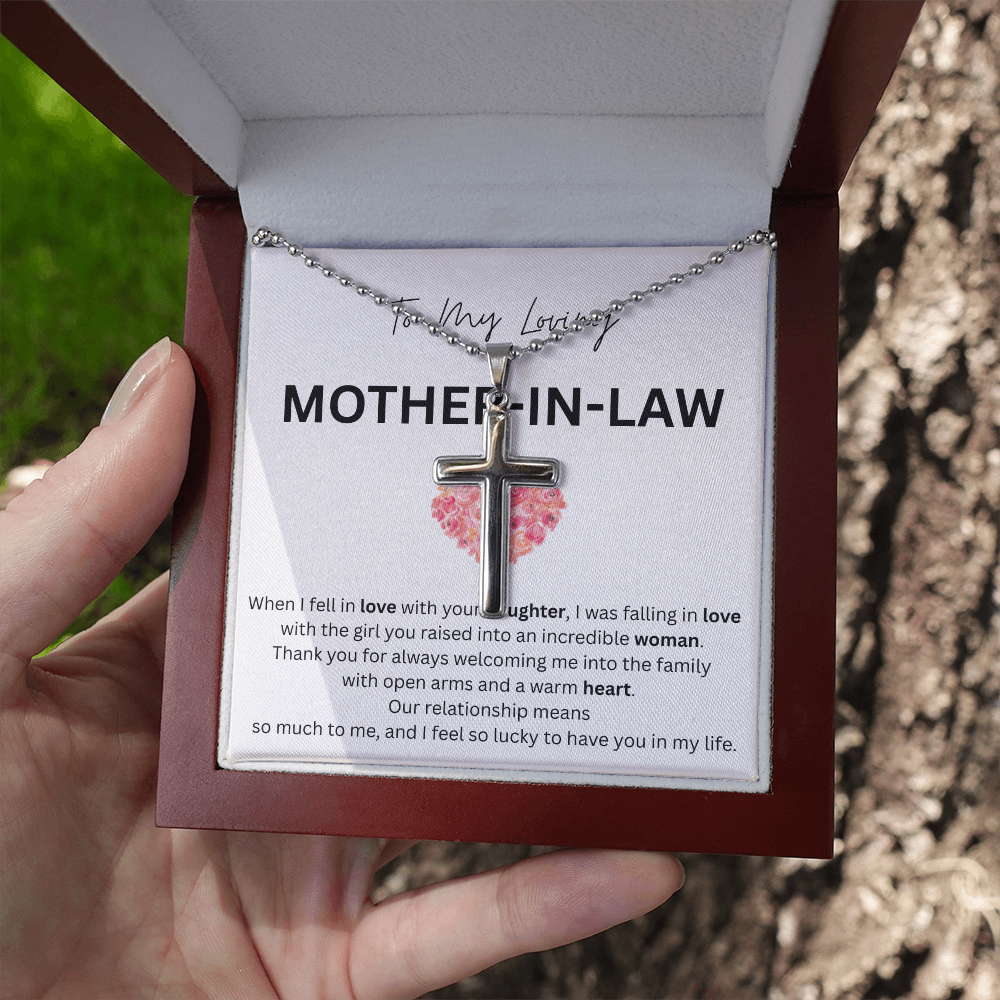 To My Loving
MOTHER-IN-LAW
When I fell in love with your daughter, I was falling in love
with the girl you raised into an incredible woman.
Thank you for always welcoming me into the family
with open arms and a warm heart.
Our relationship means
so much to me, and I feel so lucky to have you in my life.